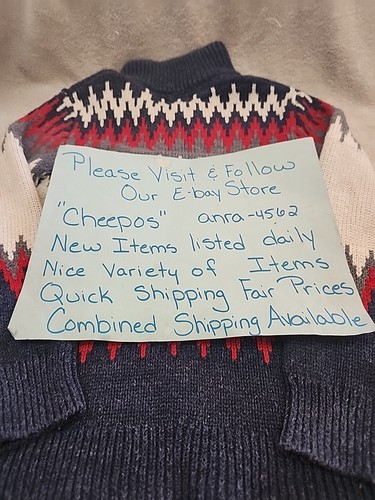 Please Visit & Follow
Our E-bay Store
"Cheepos" anra-4562
New Items listed daily
Nice Variety of Items
Quick Shipping Fair Prices
Combined Shipping Available